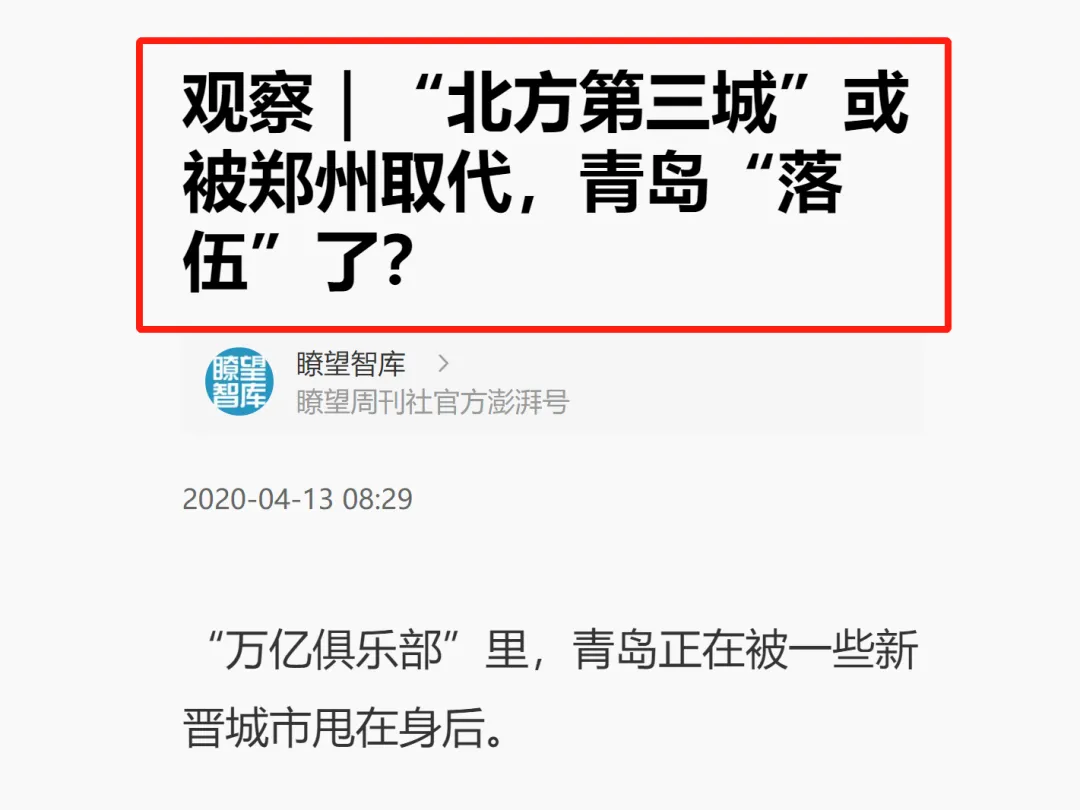 观察｜“北方第三城”或
被郑州取代，青岛“落
伍”了？
瞭望智库
瞭望智库
瞭望周刊社官方澎湃号
2020-04-13 08:29
“万亿俱乐部”里，青岛正在被一些新
晋城市甩在身后。